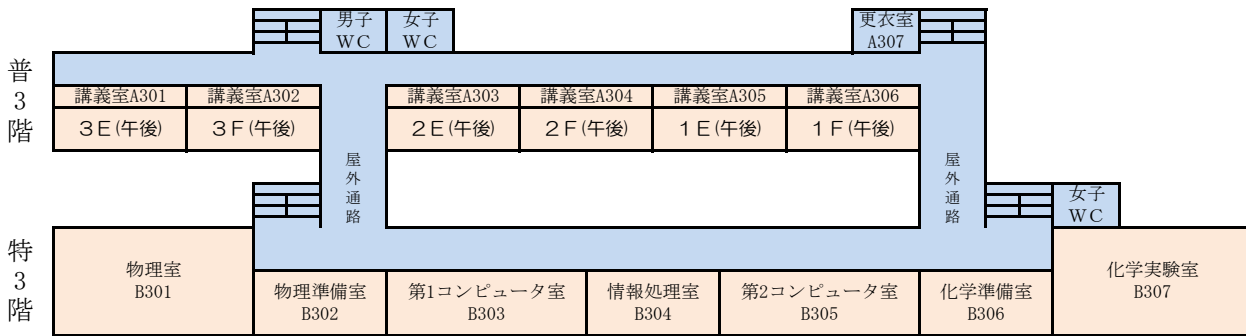 男子
WC
女子
WC
更衣室
A307
普3階
講義室A301
講義室A302
講義室A303
講義室A304
講義室A305
講義室A306
3E(午後)
3F(午後)
2E(午後)
2F(午後)
1E(午後)
1F(午後)
屋外通路
屋外通路
女子
WC
特3階
物理室
B301
物理準備室
B302
第1コンピュータ室
B303
情報処理室
B304
第2コンピュータ室
B305
化学準備室
B306
化学実験室
B307